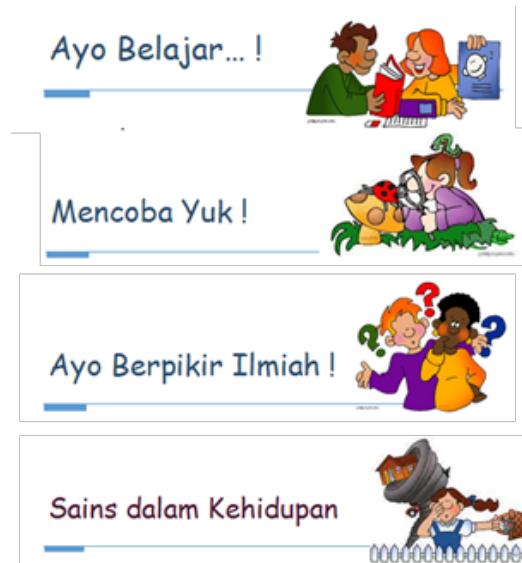 Ayo Belajar... !
Mencoba Yuk !
Ayo Berpikir Ilmiah !
Sains dalam Kehidupan